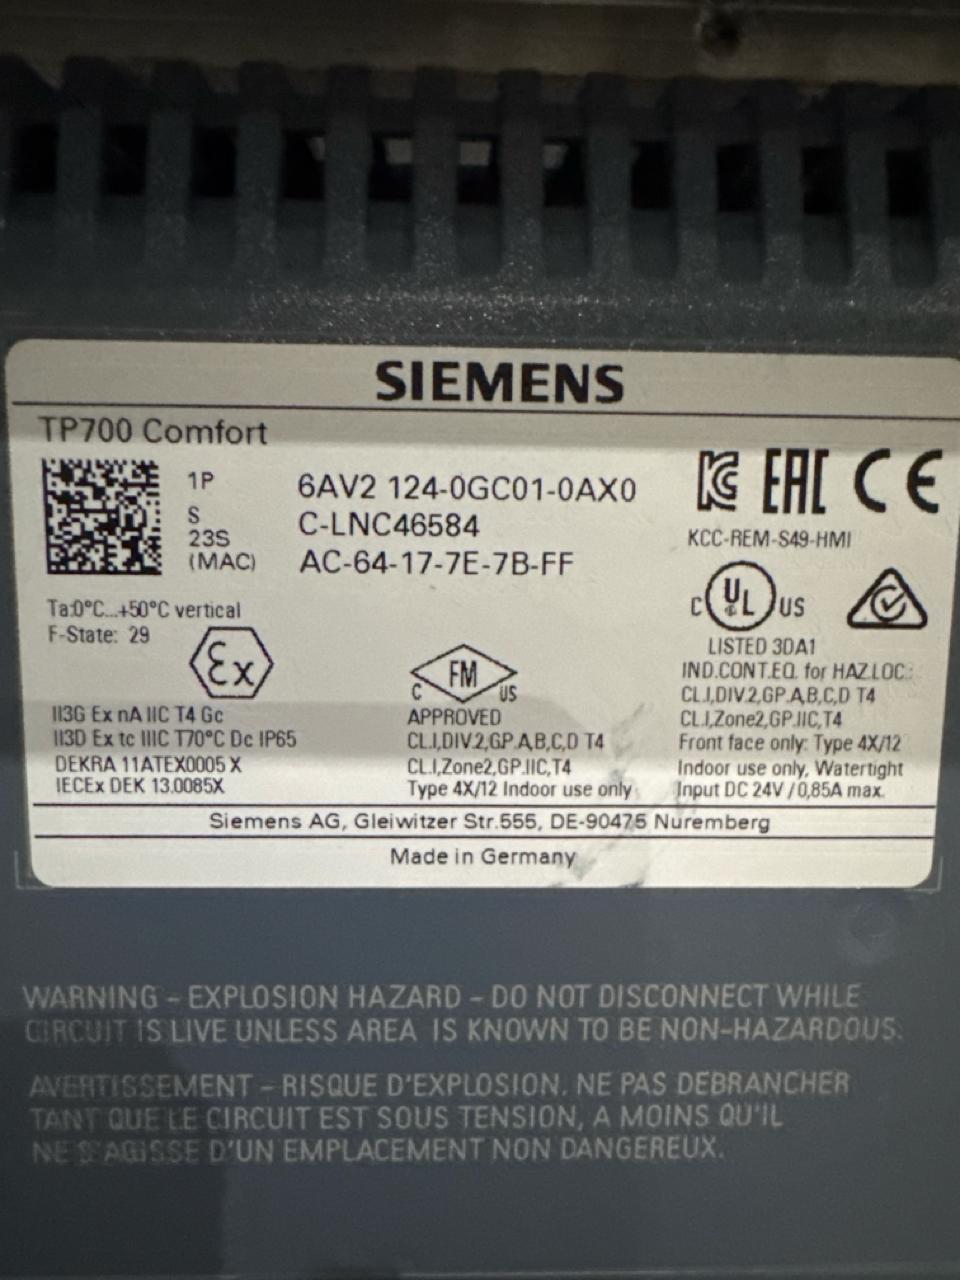 SIEMENS
TP700 Comfort
1P 6AV2 124-0GC01-0AX0
S C-LNC46584
23S
(MAC) AC-64-17-7E-7B-FF
EAC CE
KCC-REM-S49-HMI
Ta:0°C...+50°C vertical
F-State: 29
Ex
II3G Ex nA IIC T4 Gc
II3D Ex tc IIIC T70°C Dc IP65
DEKRA 11ATEX0005 X
IECEx DEK 13.0085X
C FM US
APPROVED
CL.I,DIV.2,GP.A,B,C,D T4
CL.I,Zone2,GP.IIC,T4
Type 4X/12 Indoor use only
C UL US
LISTED 3DA1
IND.CONT.EQ. for HAZ.LOC.:
CL.I,DIV.2,GP.A,B,C,D T4
CL.I,Zone2,GP.IIC,T4
Front face only: Type 4X/12
Indoor use only, Watertight
Input DC 24V / 0,85A max.
Siemens AG, Gleiwitzer Str.555, DE-90475 Nuremberg
Made in Germany
WARNING – EXPLOSION HAZARD – DO NOT DISCONNECT WHILE
CIRCUIT IS LIVE UNLESS AREA IS KNOWN TO BE NON-HAZARDOUS.
AVERTISSEMENT – RISQUE D'EXPLOSION. NE PAS DEBRANCHER
TANT QUE LE CIRCUIT EST SOUS TENSION, A MOINS QU'IL
NE S'AGISSE D'UN EMPLACEMENT NON DANGEREUX.